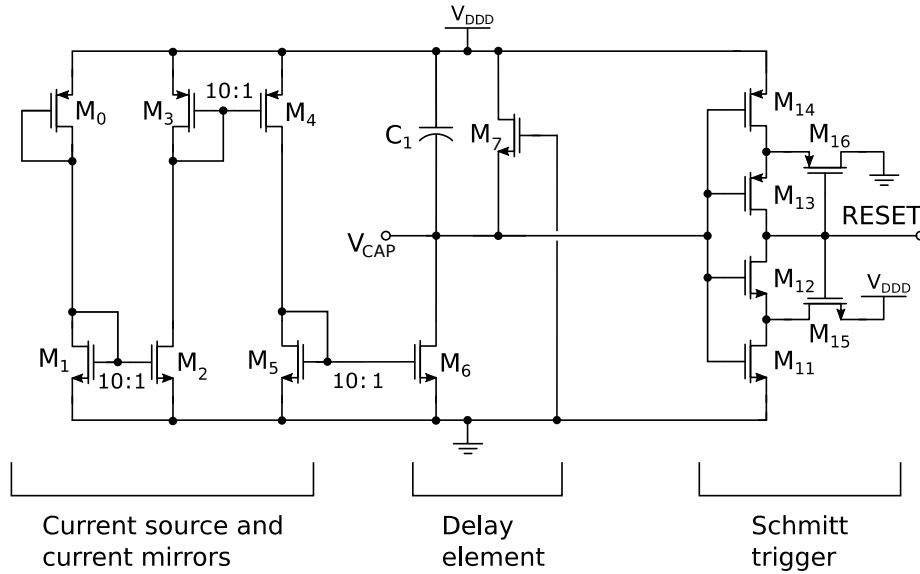 V_DDD
10:1
M_0
M_3
M_4
C_1
M_7
M_14
M_16
M_13
RESET
V_CAP
M_12
V_DDD
M_15
M_1
10:1
M_2
M_5
10:1
M_6
M_11
Current source and
current mirrors
Delay
element
Schmitt
trigger